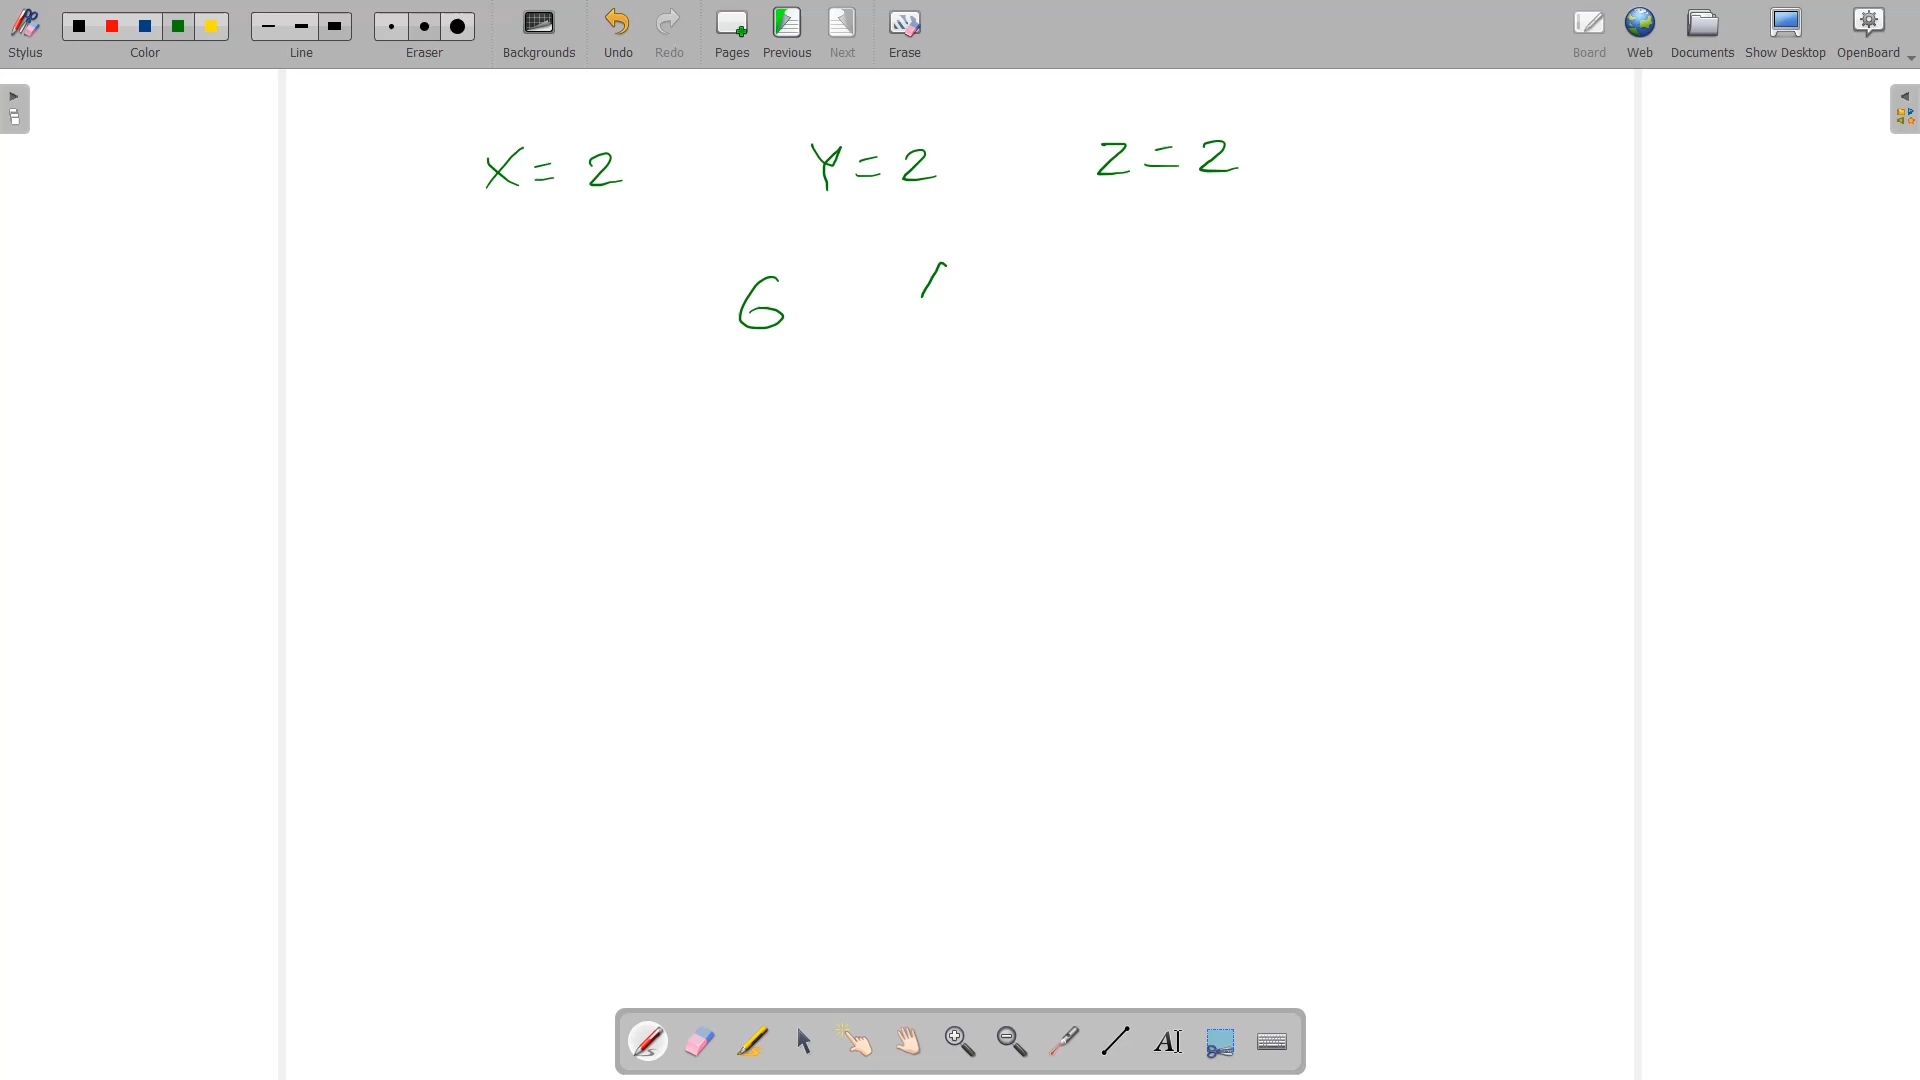 Stylus Color Line Eraser Backgrounds Undo Redo Pages Previous Next Erase Board Web Documents Show Desktop OpenBoard
X = 2 Y = 2 Z = 2
6